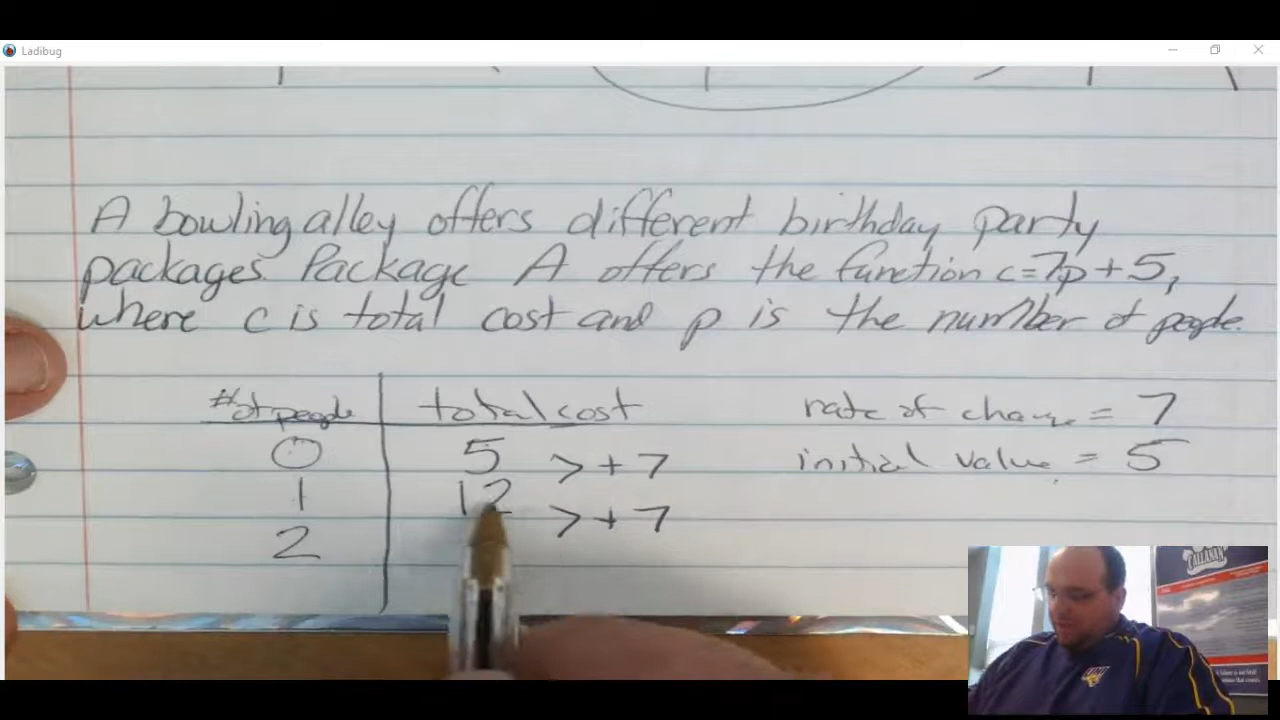 Ladibug
A bowling alley offers different birthday party
packages. Package A offers the function c=7p+5,
where c is total cost and p is the number of people.
# of people total cost
0 5 > +7
1 12 > +7
2
rate of change = 7
initial value = 5
CALLANAN